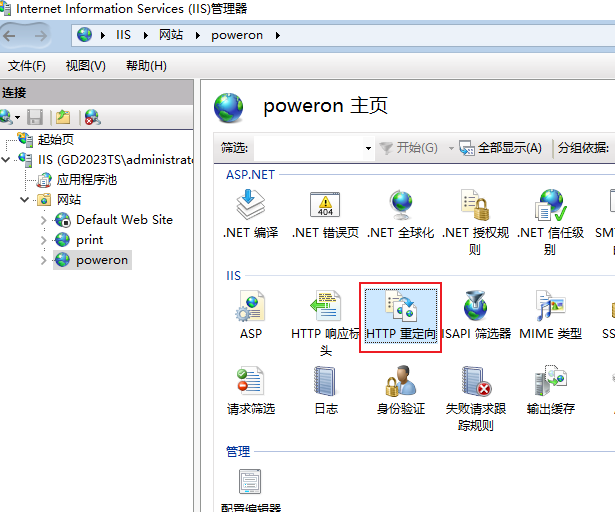 Internet Information Services (IIS)管理器
IIS
网站
poweron
文件(F) 视图(V) 帮助(H)
连接
起始页
IIS (GD2023TS\administrato
应用程序池
网站
Default Web Site
print
poweron
poweron 主页
筛选: 开始(G) 全部显示(A) 分组依据:
ASP.NET
.NET 编译
404
.NET 错误页
.NET 全球化
.NET 授权规
则
.NET 信任级
别
SMT
IIS
ASP
HTTP 响应标
头
HTTP 重定向
ISAPI 筛选器
MIME 类型
SS
请求筛选
日志
身份验证
失败请求跟
踪规则
输出缓存
管理
配置编辑器